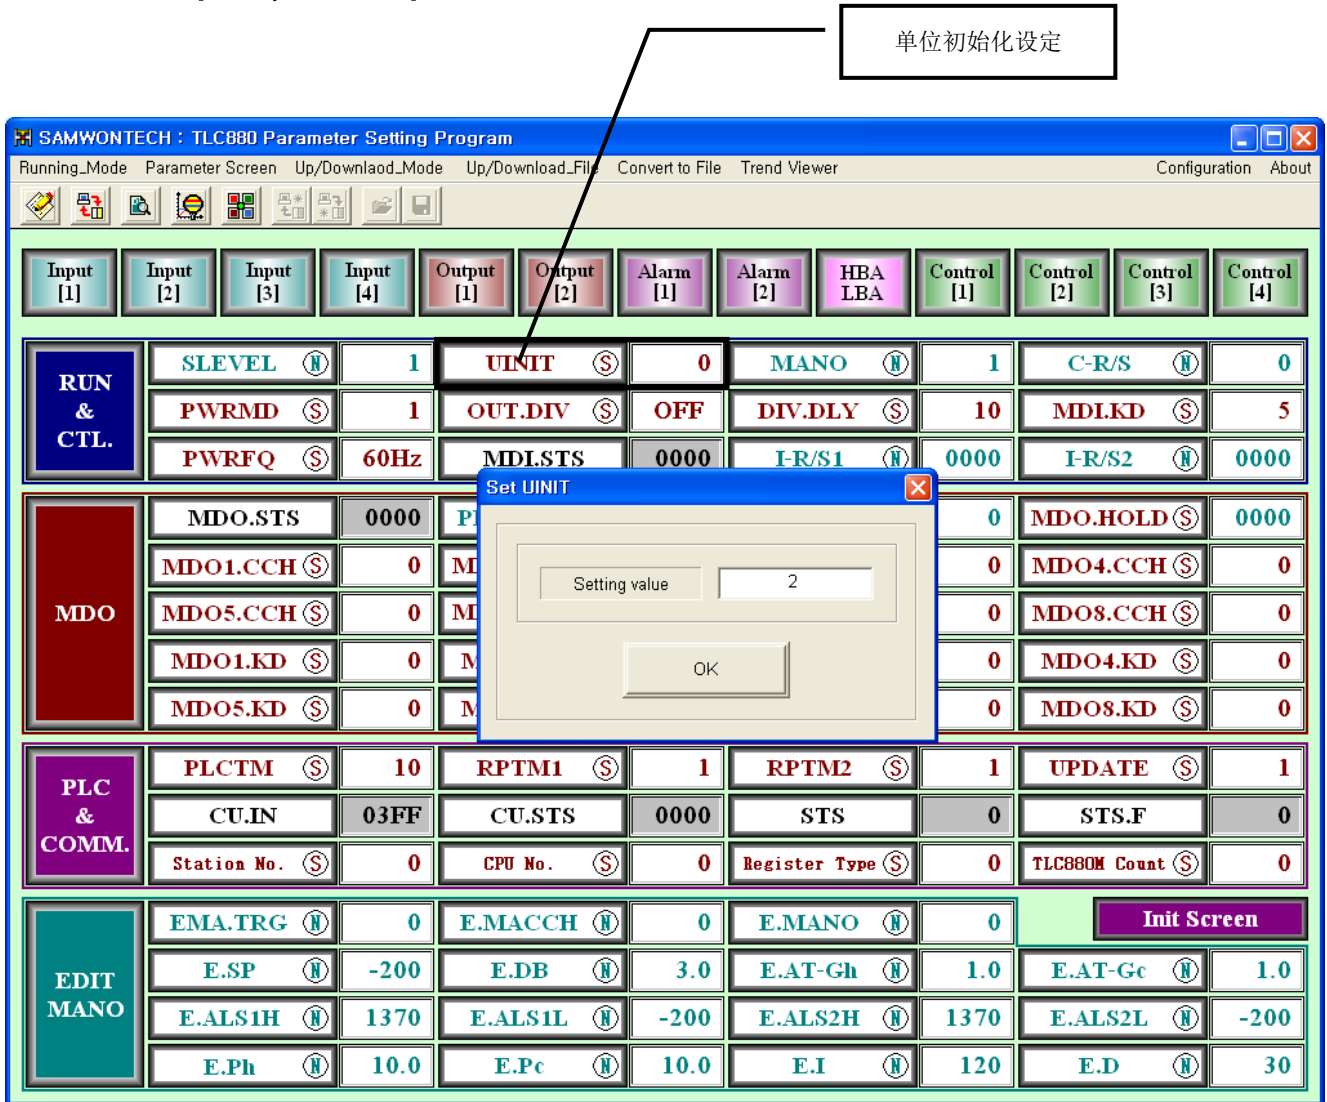 单位初始化设定
SAMWONTECH : TLC880 Parameter Setting Program
Running_Mode Parameter Screen Up/Downlaod_Mode Up/Download_File Convert to File Trend Viewer Configuration About
Input [1] Input [2] Input [3] Input [4] Output [1] Output [2] Alarm [1] Alarm [2] HBA LBA Control [1] Control [2] Control [3] Control [4]
RUN & CTL.
SLEVEL N 1 UINIT S 0 MANO N 1 C-R/S N 0
PWRMD S 1 OUT.DIV S OFF DIV.DLY S 10 MDI.KD S 5
PWRFQ S 60Hz MDI.STS 0000 I-R/S1 N 0000 I-R/S2 N 0000
Set UINIT
Setting value 2
OK
MDO
MDO.STS 0000 0 MDO.HOLD S 0000
MDO1.CCH S 0 0 MDO4.CCH S 0
MDO5.CCH S 0 0 MDO8.CCH S 0
MDO1.KD S 0 0 MDO4.KD S 0
MDO5.KD S 0 0 MDO8.KD S 0
PLC & COMM.
PLCTM S 10 RPTM1 S 1 RPTM2 S 1 UPDATE S 1
CU.IN 03FF CU.STS 0000 STS 0 STS.F 0
Station No. S 0 CPU No. S 0 Register Type S 0 TLC880M Count S 0
EDIT MANO
EMA.TRG N 0 E.MACCH N 0 E.MANO N 0 Init Screen
E.SP N -200 E.DB N 3.0 E.AT-Gh N 1.0 E.AT-Gc N 1.0
E.ALS1H N 1370 E.ALS1L N -200 E.ALS2H N 1370 E.ALS2L N -200
E.Ph N 10.0 E.Pc N 10.0 E.I N 120 E.D N 30